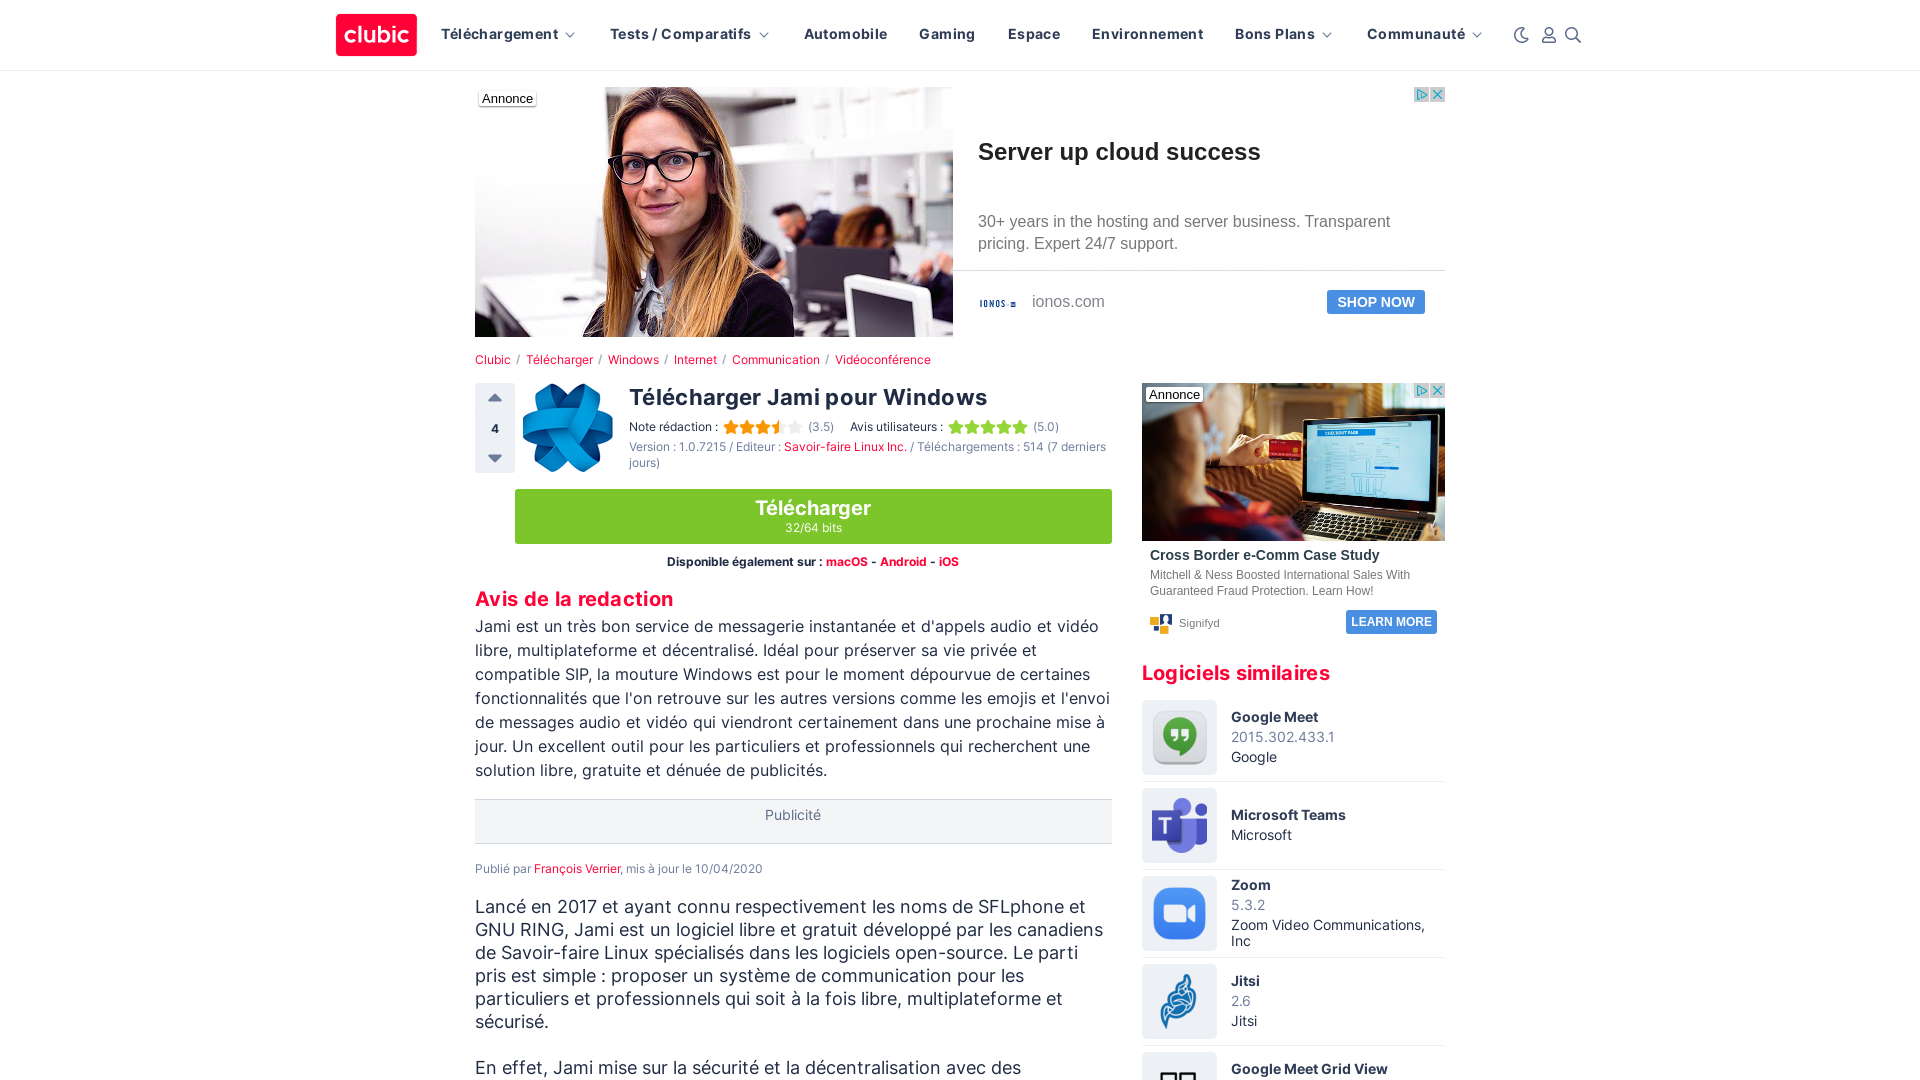 clubic
Téléchargement
Tests / Comparatifs
Automobile
Gaming
Espace
Environnement
Bons Plans
Communauté
Annonce
Server up cloud success
30+ years in the hosting and server business. Transparent
pricing. Expert 24/7 support.
IONOS
ionos.com
SHOP NOW
Clubic / Télécharger / Windows / Internet / Communication / Vidéoconférence
4
Télécharger Jami pour Windows
Note rédaction : (3.5) Avis utilisateurs : (5.0)
Version : 1.0.7215 / Editeur : Savoir-faire Linux Inc. / Téléchargements : 514 (7 derniers
jours)
Télécharger
32/64 bits
Disponible également sur : macOS - Android - iOS
Avis de la redaction
Jami est un très bon service de messagerie instantanée et d'appels audio et vidéo
libre, multiplateforme et décentralisé. Idéal pour préserver sa vie privée et
compatible SIP, la mouture Windows est pour le moment dépourvue de certaines
fonctionnalités que l'on retrouve sur les autres versions comme les emojis et l'envoi
de messages audio et vidéo qui viendront certainement dans une prochaine mise à
jour. Un excellent outil pour les particuliers et professionnels qui recherchent une
solution libre, gratuite et dénuée de publicités.
Publicité
Publié par François Verrier, mis à jour le 10/04/2020
Lancé en 2017 et ayant connu respectivement les noms de SFLphone et
GNU RING, Jami est un logiciel libre et gratuit développé par les canadiens
de Savoir-faire Linux spécialisés dans les logiciels open-source. Le parti
pris est simple : proposer un système de communication pour les
particuliers et professionnels qui soit à la fois libre, multiplateforme et
sécurisé.
En effet, Jami mise sur la sécurité et la décentralisation avec des
Annonce
CHECKOUT PAGE
Cross Border e-Comm Case Study
Mitchell & Ness Boosted International Sales With
Guaranteed Fraud Protection. Learn How!
Signifyd
LEARN MORE
Logiciels similaires
Google Meet
2015.302.433.1
Google
T
Microsoft Teams
Microsoft
Zoom
5.3.2
Zoom Video Communications,
Inc
Jitsi
2.6
Jitsi
Google Meet Grid View